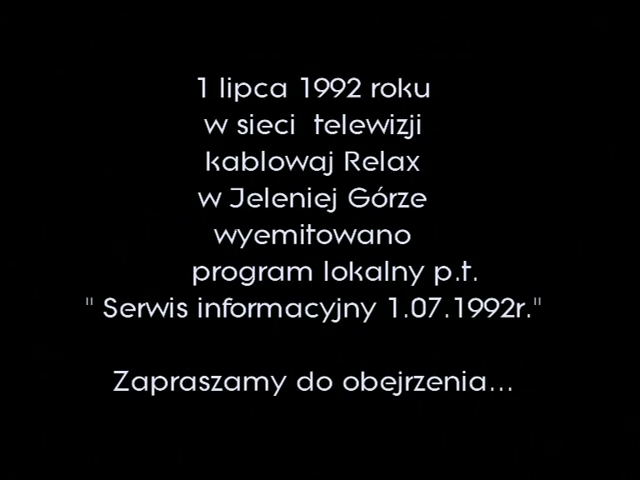 1 lipca 1992 roku
w sieci telewizji
kablowaj Relax
w Jeleniej Górze
wyemitowano
program lokalny p.t.
" Serwis informacyjny 1.07.1992r."
Zapraszamy do obejrzenia...